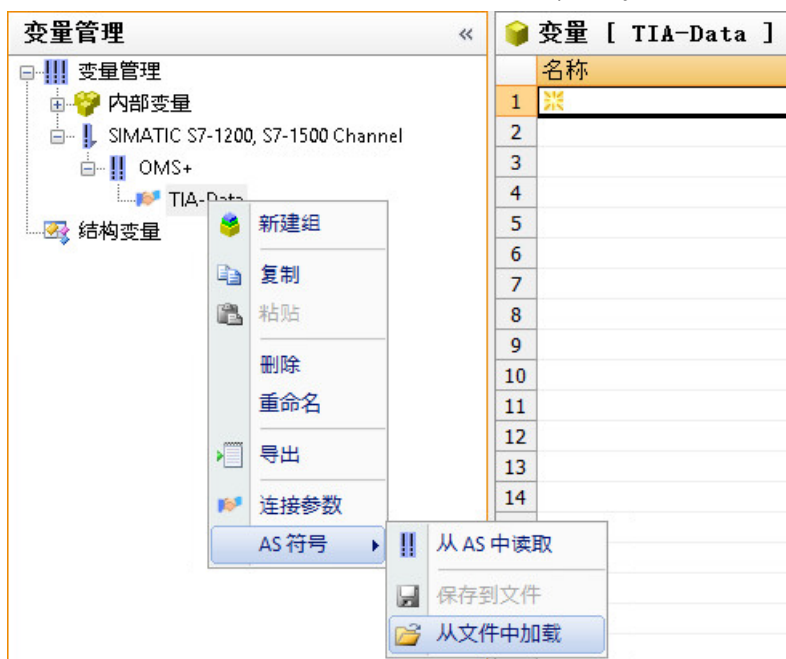 变量管理 «
变量管理
内部变量
SIMATIC S7-1200, S7-1500 Channel
OMS+
TIA-Data
结构变量
新建组
复制
粘贴
删除
重命名
导出
连接参数
AS 符号
从 AS 中读取
保存到文件
从文件中加载
变量 [ TIA-Data ]
名称
1
2
3
4
5
6
7
8
9
10
11
12
13
14